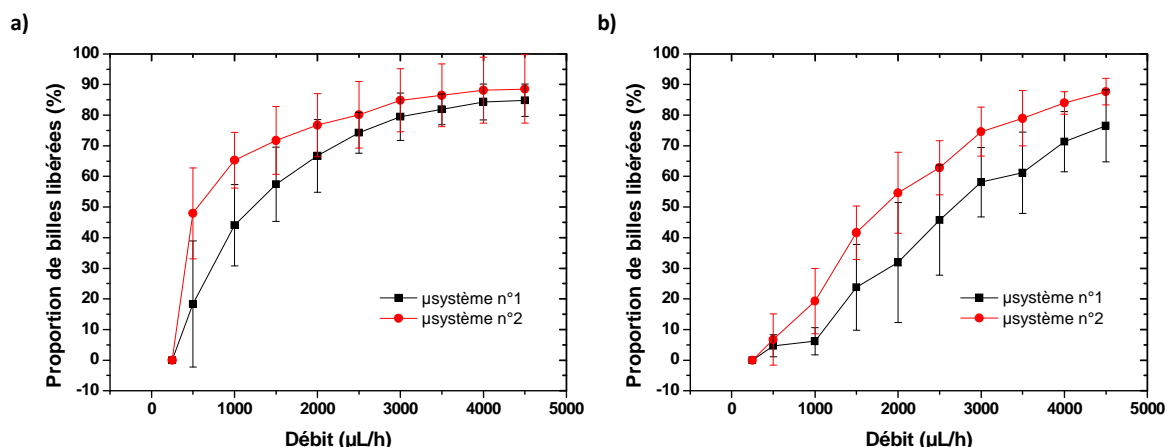 a)
100
90
80
70
60
50
40
30
20
10
0
-10
Proportion de billes libérées (%)
µsystème n°1
µsystème n°2
0 1000 2000 3000 4000 5000
Débit (µL/h)
b)
100
90
80
70
60
50
40
30
20
10
0
-10
Proportion de billes libérées (%)
µsystème n°1
µsystème n°2
0 1000 2000 3000 4000 5000
Débit (µL/h)